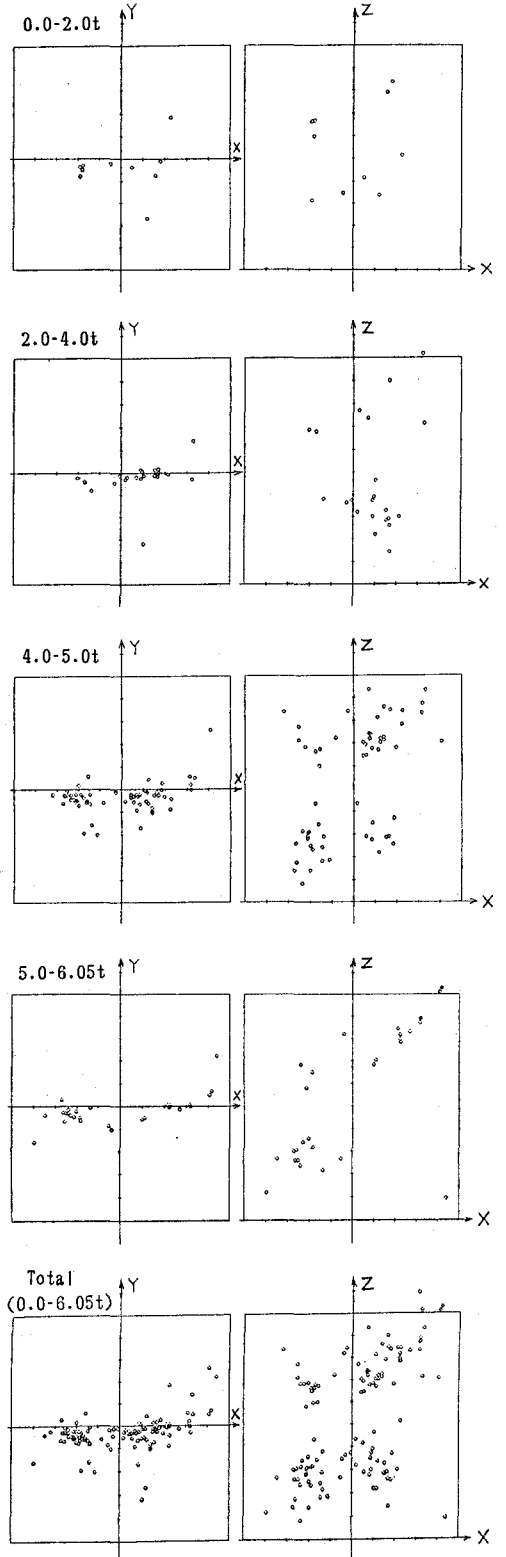 0.0-2.0t
Y
X
Z
X
2.0-4.0t
Y
X
Z
X
4.0-5.0t
Y
X
Z
X
5.0-6.05t
Y
X
Z
X
Total
(0.0-6.05t)
Y
X
Z
X